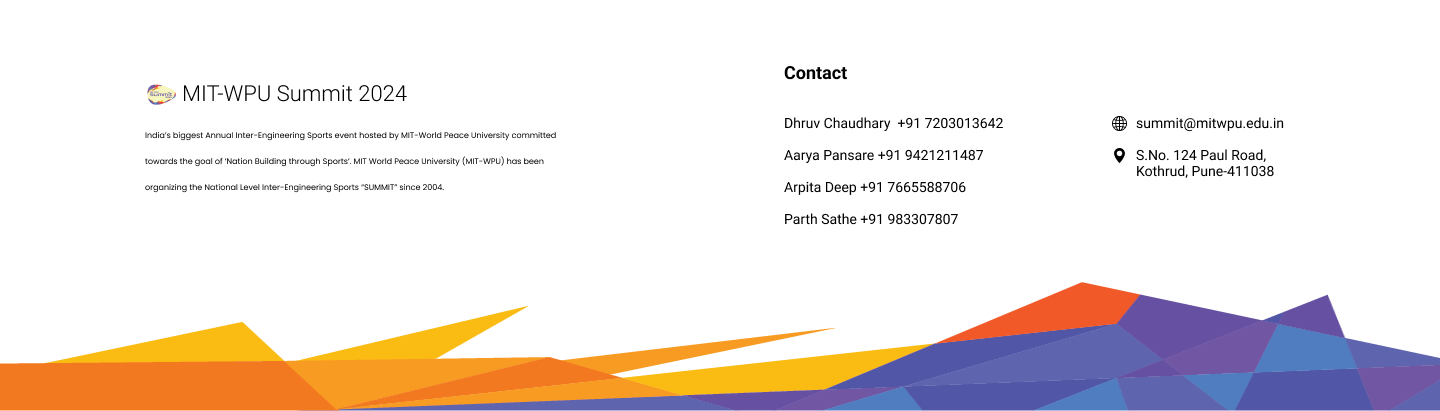 SUMMIT
MIT-WPU Summit 2024
India's biggest Annual Inter-Engineering Sports event hosted by MIT-World Peace University committed
towards the goal of 'Nation Building through Sports'. MIT World Peace University (MIT-WPU) has been
organizing the National Level Inter-Engineering Sports "SUMMIT" since 2004.
Contact
Dhruv Chaudhary +91 7203013642
Aarya Pansare +91 9421211487
Arpita Deep +91 7665588706
Parth Sathe +91 983307807
summit@mitwpu.edu.in
S.No. 124 Paul Road,
Kothrud, Pune-411038